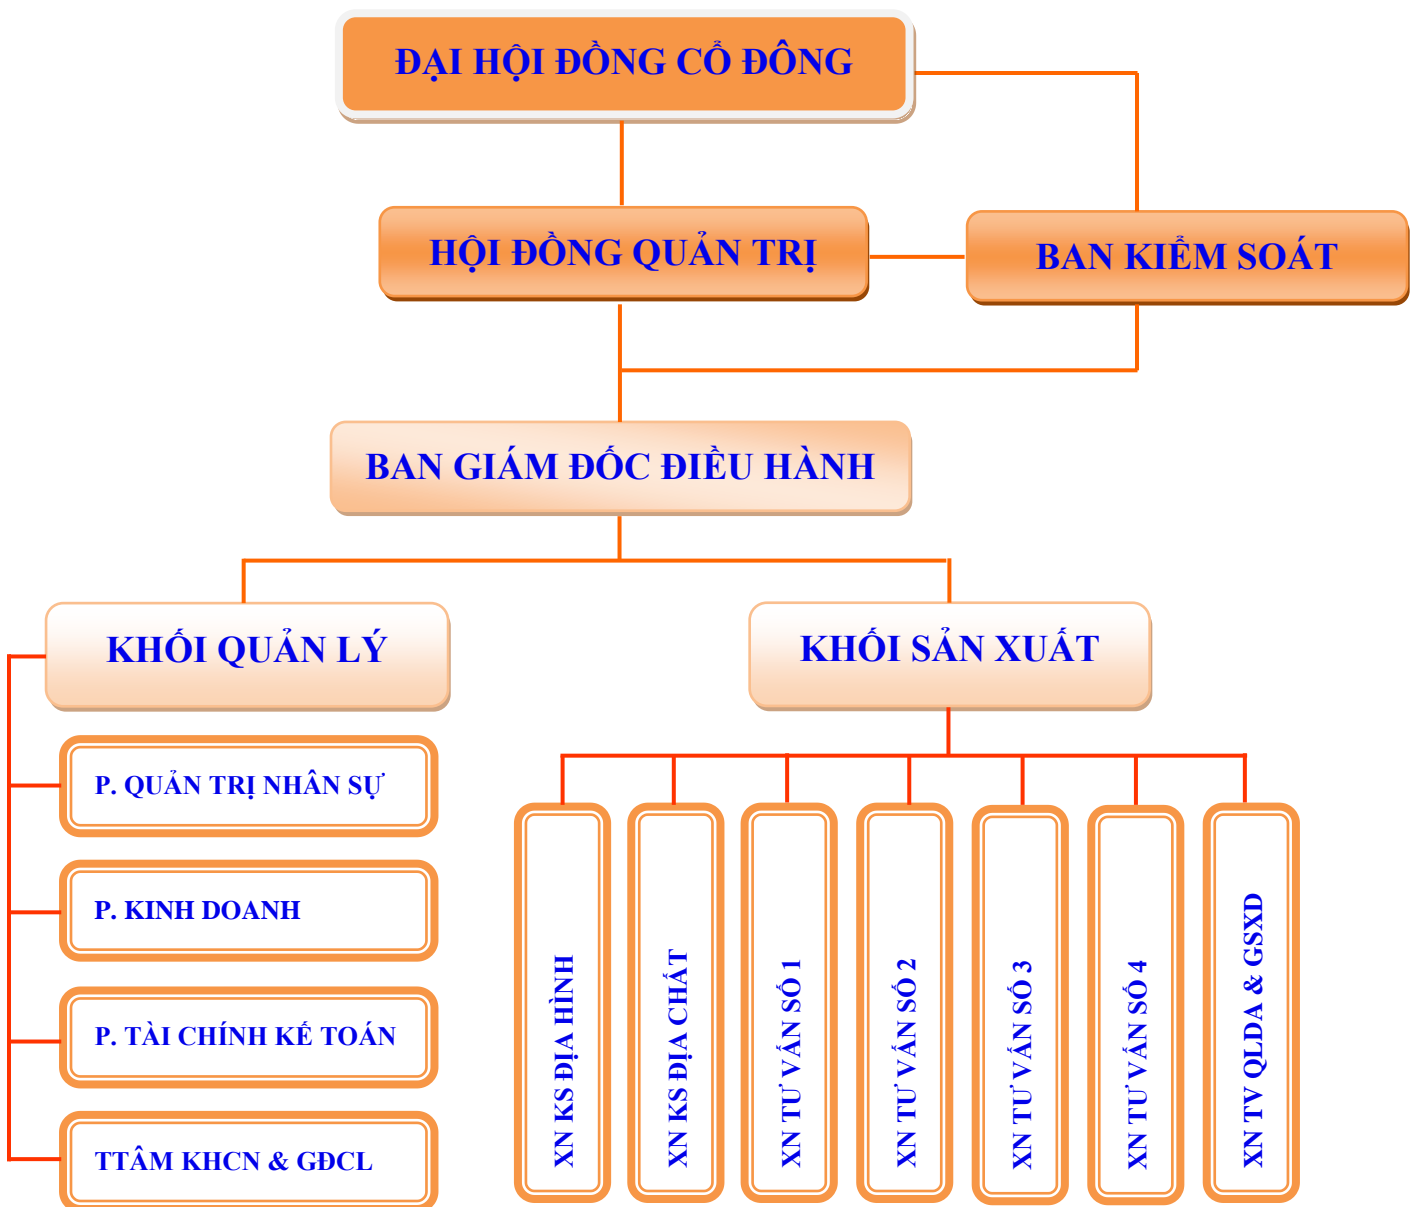 ĐẠI HỘI ĐỒNG CỔ ĐÔNG
HỘI ĐỒNG QUẢN TRỊ
BAN KIỂM SOÁT
BAN GIÁM ĐỐC ĐIỀU HÀNH
KHỐI QUẢN LÝ
KHỐI SẢN XUẤT
P. QUẢN TRỊ NHÂN SỰ
P. KINH DOANH
P. TÀI CHÍNH KẾ TOÁN
TTÂM KHCN & GĐCL
XN KS ĐỊA HÌNH
XN KS ĐỊA CHẤT
XN TƯ VẤN SỐ 1
XN TƯ VẤN SỐ 2
XN TƯ VẤN SỐ 3
XN TƯ VẤN SỐ 4
XN TV QLDA & GSXD